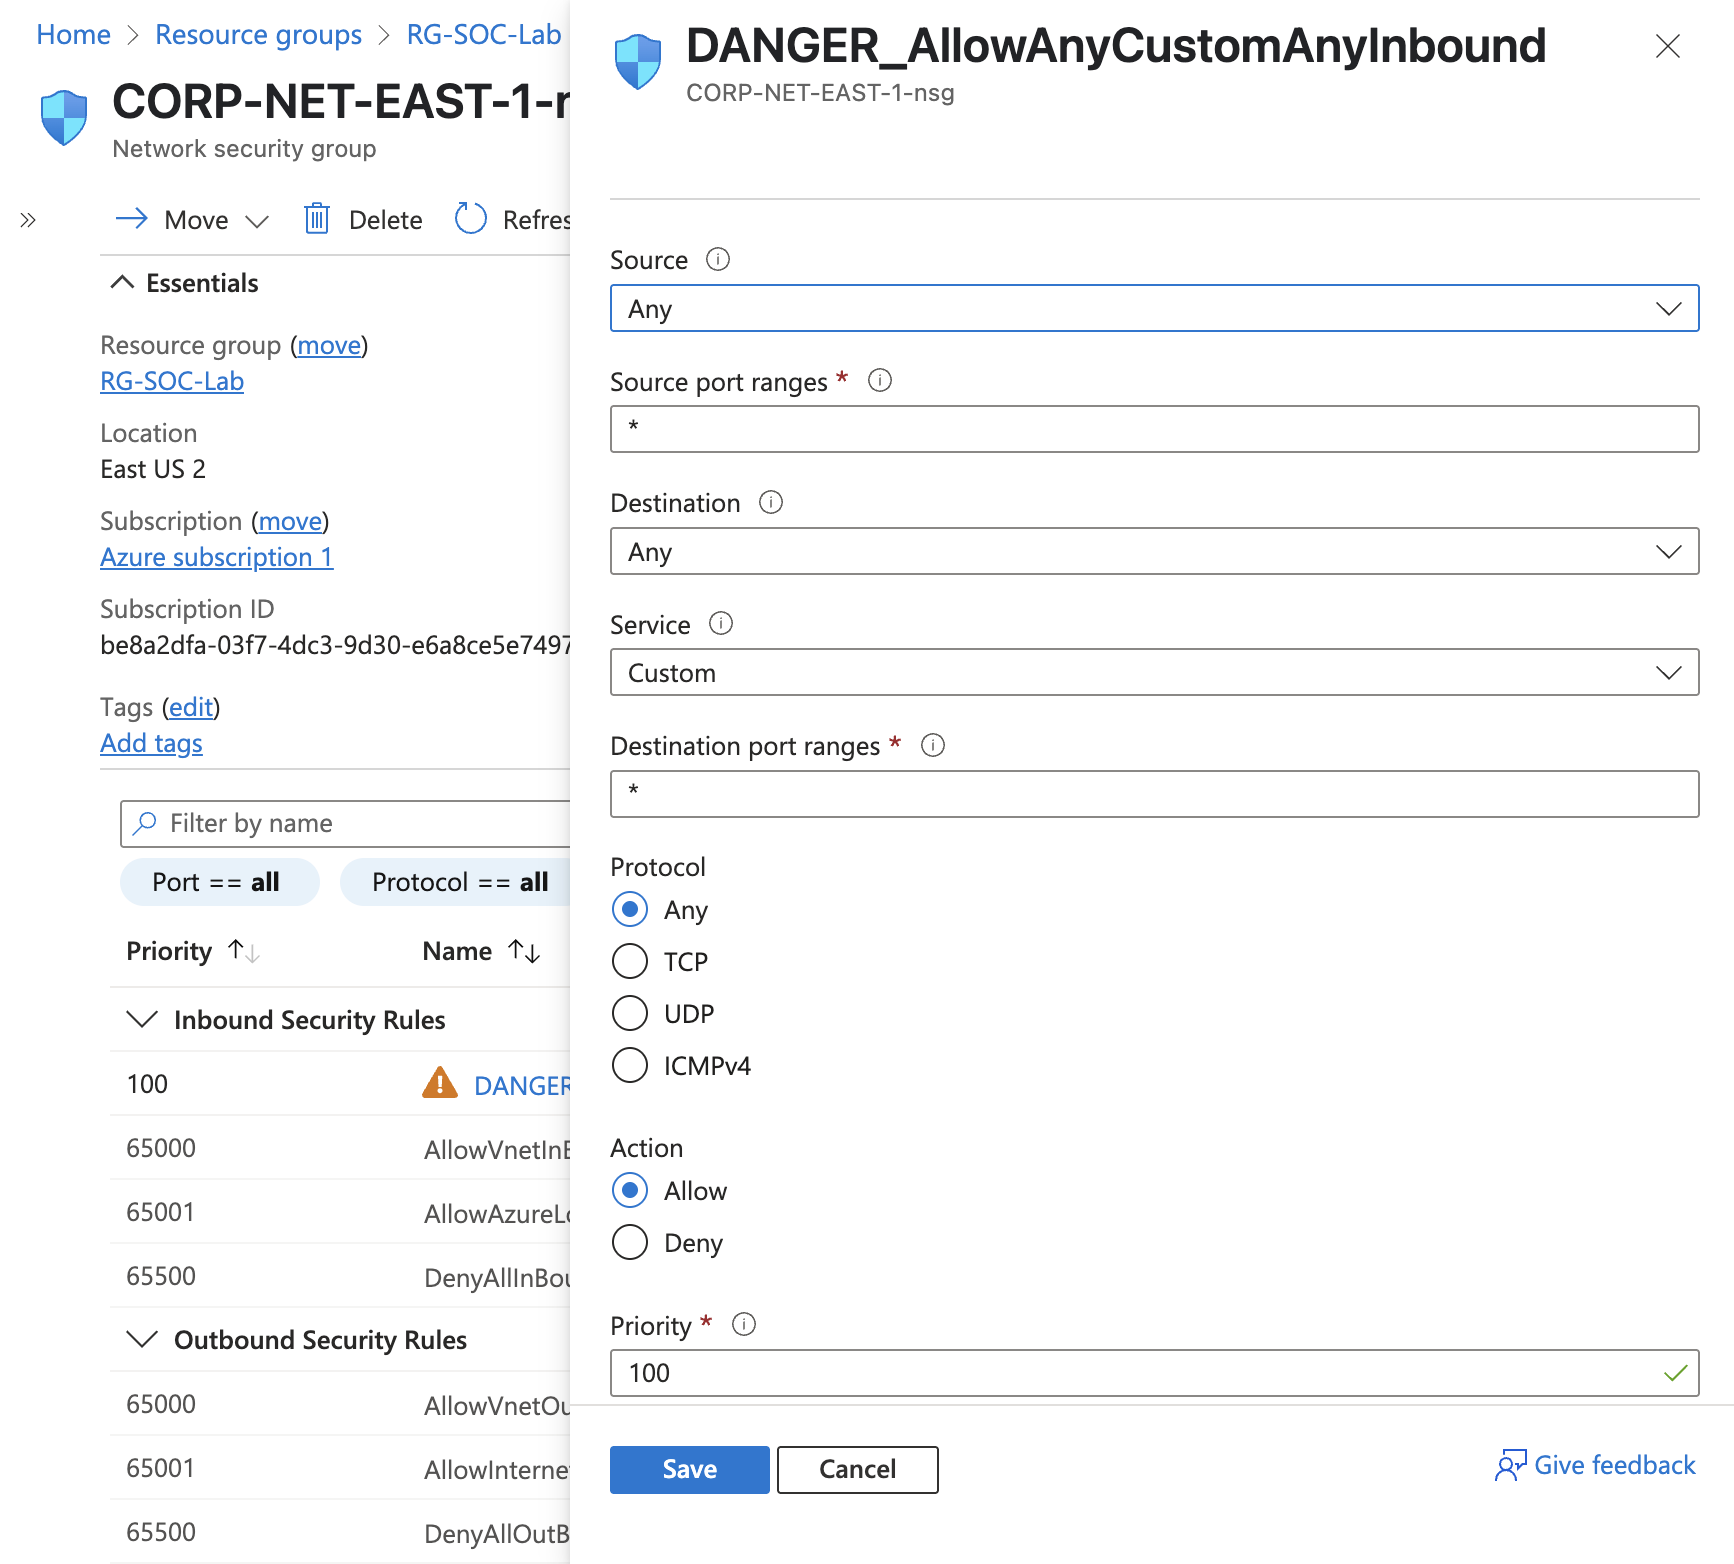 Home > Resource groups > RG-SOC-Lab
CORP-NET-EAST-1-
Network security group
Move
Delete
Refres
Essentials
Resource group (move)
RG-SOC-Lab
Location
East US 2
Subscription (move)
Azure subscription 1
Subscription ID
be8a2dfa-03f7-4dc3-9d30-e6a8ce5e7497
Tags (edit)
Add tags
Filter by name
Port == all
Protocol == all
Priority
Name
Inbound Security Rules
100 DANGER
65000 AllowVnetInB
65001 AllowAzureLo
65500 DenyAllInBou
Outbound Security Rules
65000 AllowVnetOu
65001 AllowInterne
65500 DenyAllOutB
DANGER_AllowAnyCustomAnyInbound
CORP-NET-EAST-1-nsg
Source
Any
Source port ranges *
*
Destination
Any
Service
Custom
Destination port ranges *
*
Protocol
Any
TCP
UDP
ICMPv4
Action
Allow
Deny
Priority *
100
Save
Cancel
Give feedback